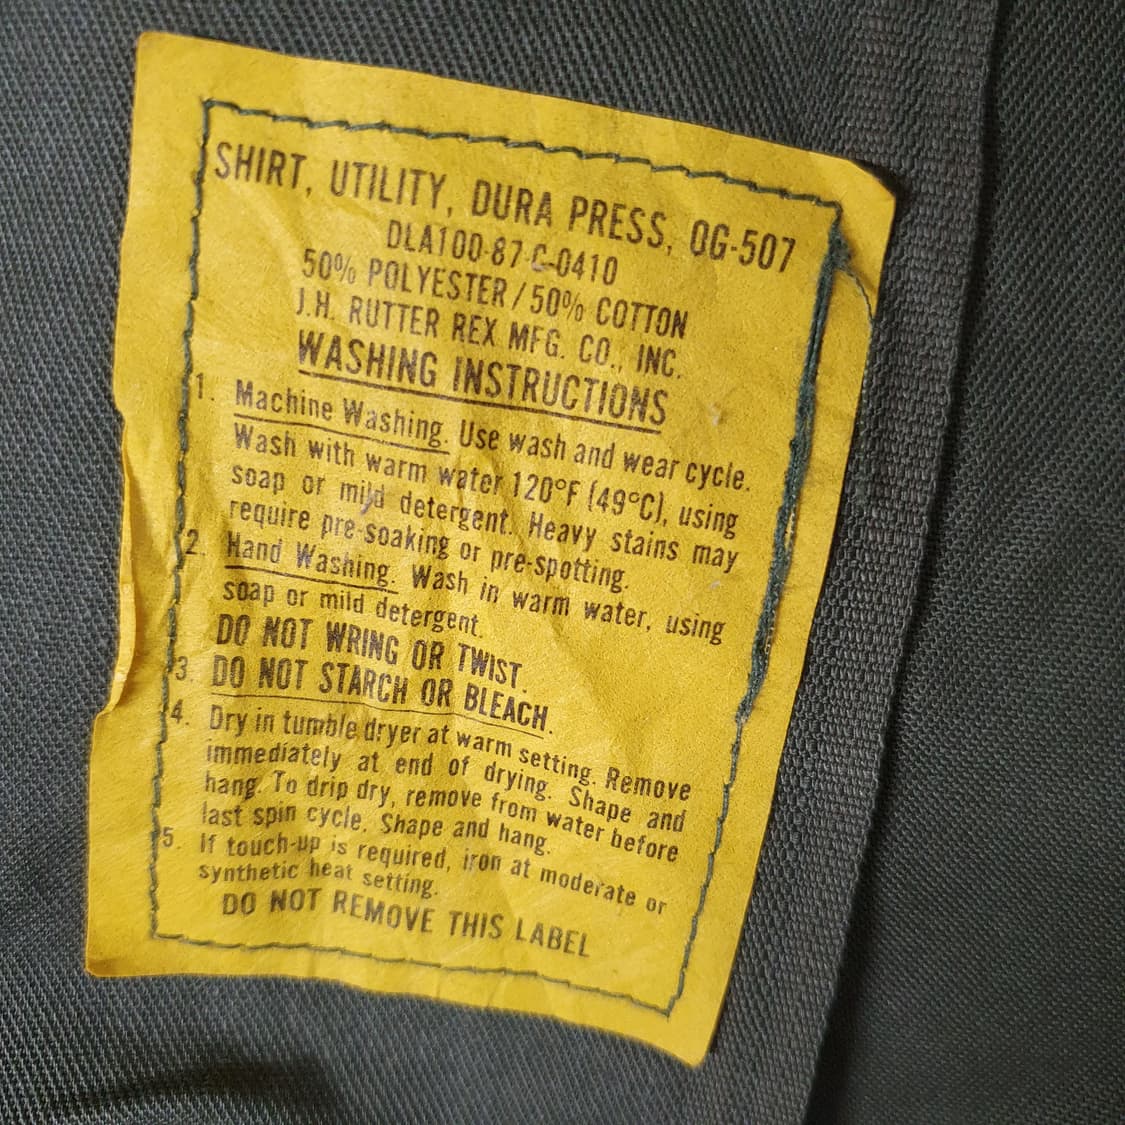 SHIRT, UTILITY, DURA PRESS, OG-507
DLA100-87-C-0410
50% POLYESTER/50% COTTON
J.H. RUTTER REX MFG. CO., INC.
WASHING INSTRUCTIONS
1. Machine Washing. Use wash and wear cycle.
Wash with warm water 120°F (49°C), using
soap or mild detergent. Heavy stains may
require pre-soaking or pre-spotting.
2. Hand Washing. Wash in warm water, using
soap or mild detergent.
DO NOT WRING OR TWIST.
3. DO NOT STARCH OR BLEACH.
4. Dry in tumble dryer at warm setting. Remove
immediately at end of drying. Shape and
hang. To drip dry, remove from water before
last spin cycle. Shape and hang.
5. If touch-up is required, iron at moderate or
synthetic heat setting.
DO NOT REMOVE THIS LABEL